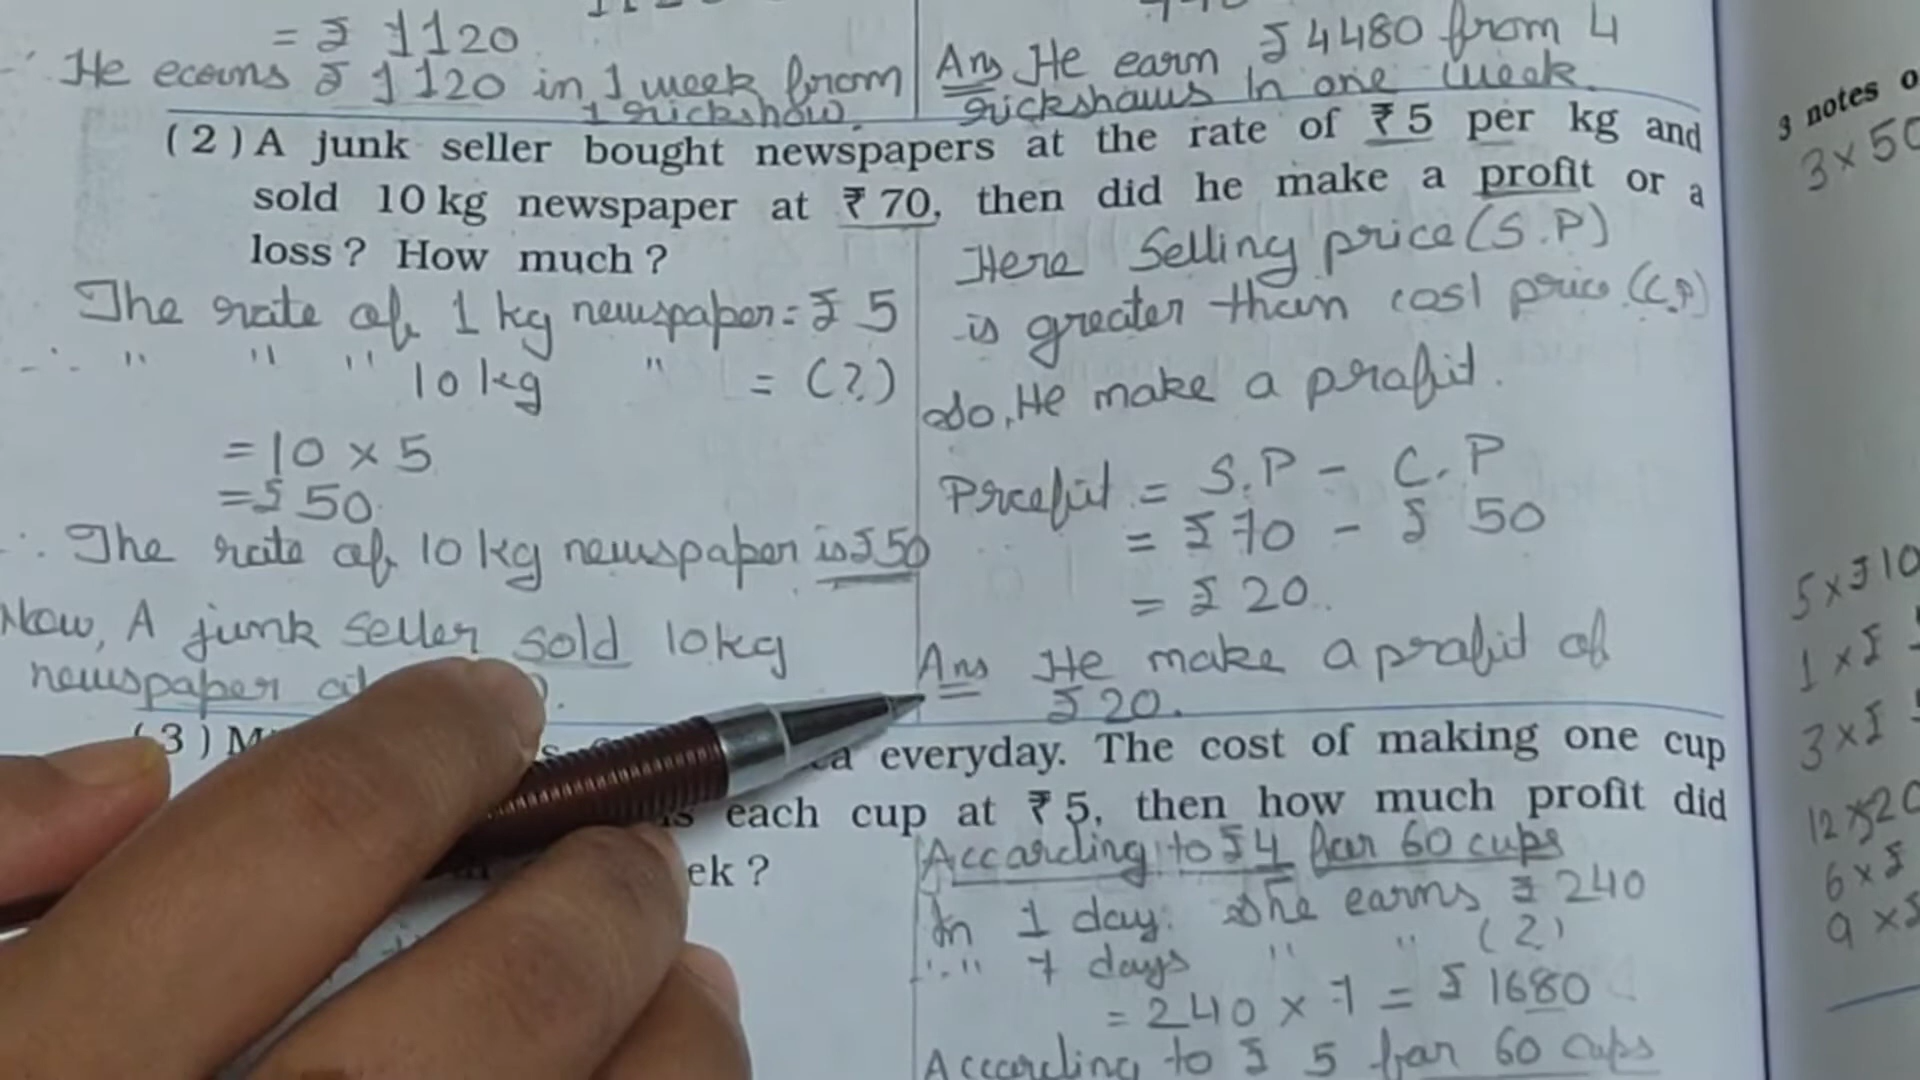 = ₹ 1120
∴ He ecerns ₹ 1120 in 1 week from
1 rickshow.
Ans He earn ₹ 4480 from 4
rickshaws In one week.
(2) A junk seller bought newspapers at the rate of ₹ 5 per kg and
sold 10 kg newspaper at ₹ 70, then did he make a profit or a
loss? How much?
The rate of 1 kg newspaper = ₹ 5
∴ " " " 10 kg " = (?)
= 10 × 5
= ₹ 50
∴ The rate of 10 kg newspaper is ₹ 50
Now, A junk seller sold 10kg
newspaper at
Here Selling price (S.P)
is greater than cost price (C.P)
So, He make a profit.
Profit = S.P - C.P
= ₹ 70 - ₹ 50
= ₹ 20.
Ans He make a profit of
₹ 20.
(3) everyday. The cost of making one cup
each cup at ₹ 5, then how much profit did
ek?
According to ₹ 4 for 60 cups
In 1 day. She earns ₹ 240
∴ " 7 days " " (?)
= 240 × 7 = ₹ 1680
According to ₹ 5 for 60 cups
3 notes o
3 × 50
5 × ₹ 10
1 × ₹
3 × ₹
12 × 20
6 × ₹
9 × ₹